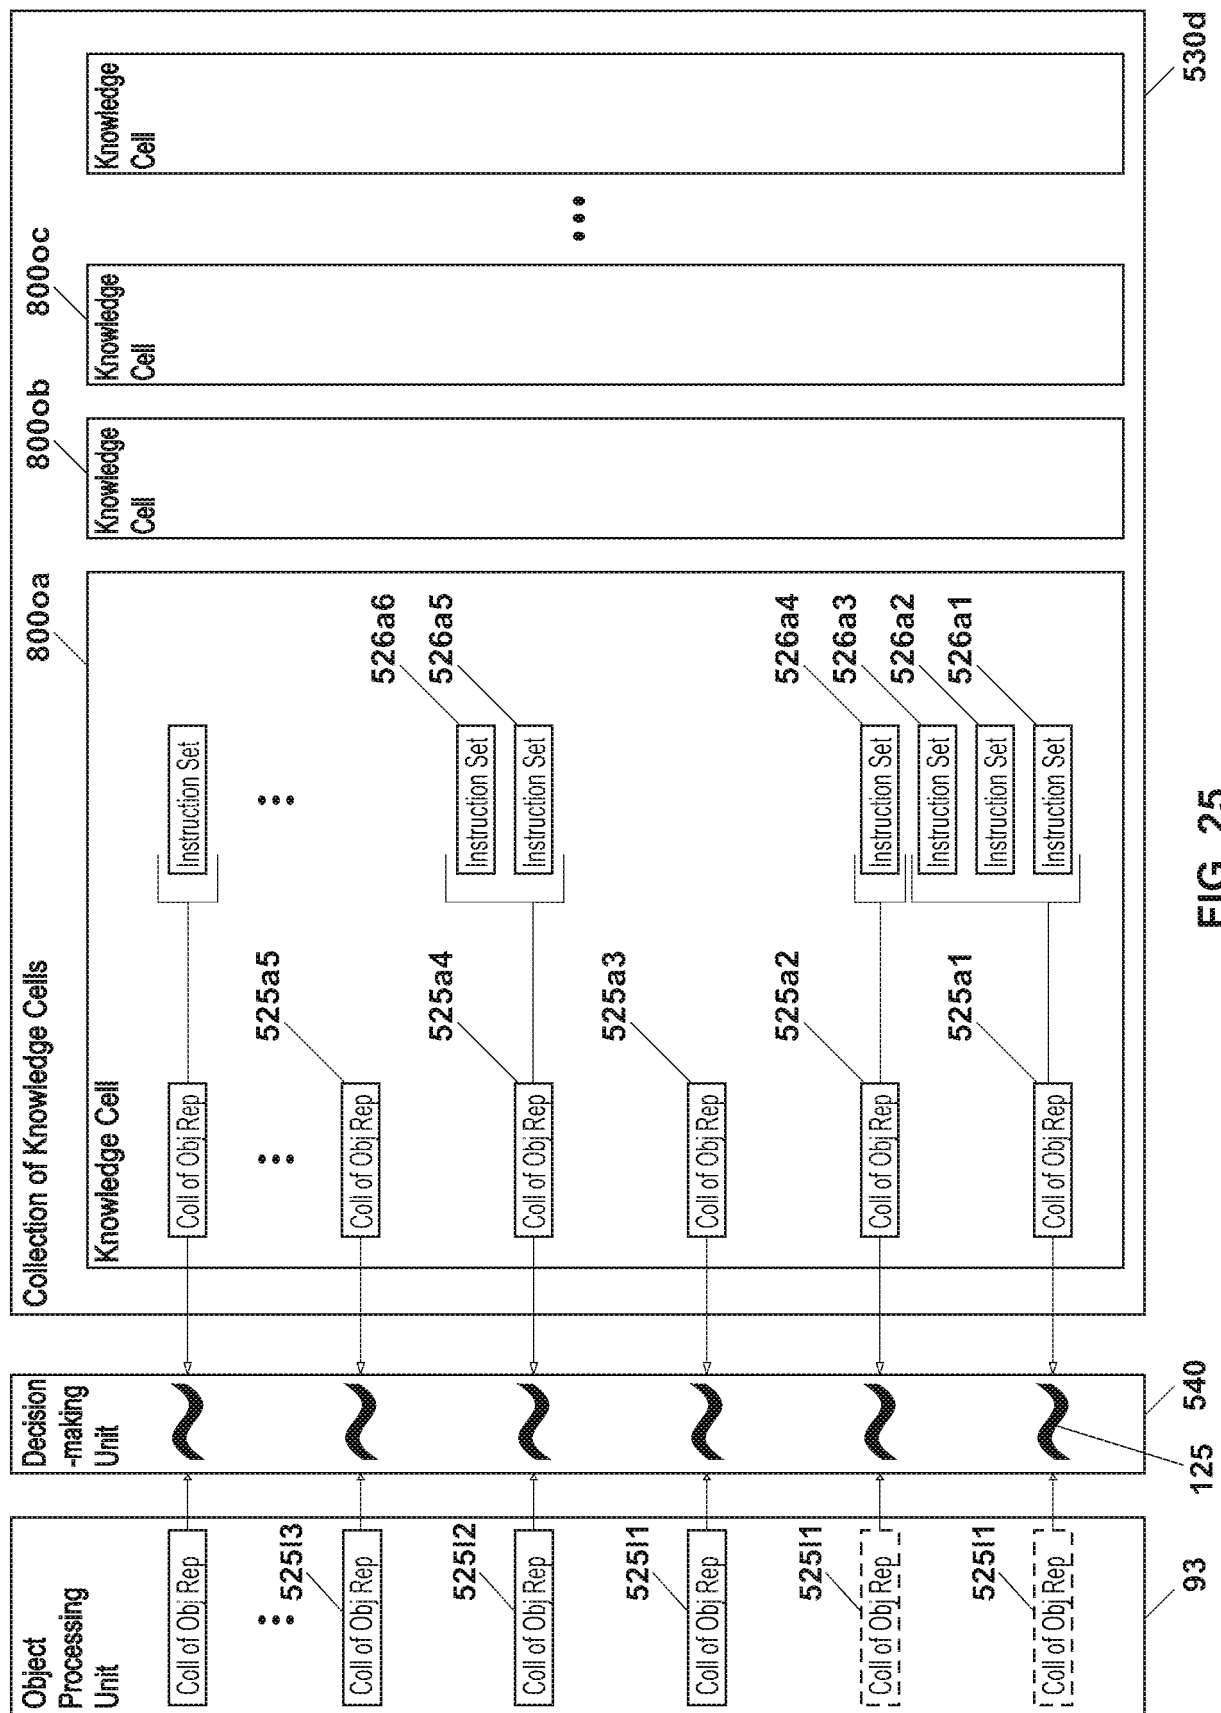 Object
Processing
Unit
Coll of Obj Rep
525l3
Coll of Obj Rep
525l2
Coll of Obj Rep
525l1
Coll of Obj Rep
525l1
Coll of Obj Rep
525l1
Coll of Obj Rep
93
Decision
-making
Unit
125
540
Collection of Knowledge Cells
Knowledge Cell
Coll of Obj Rep
525a5
Coll of Obj Rep
525a4
Coll of Obj Rep
525a3
Coll of Obj Rep
525a2
Coll of Obj Rep
525a1
Coll of Obj Rep
Instruction Set
526a6
Instruction Set
526a5
Instruction Set
526a4
Instruction Set
526a3
Instruction Set
526a2
Instruction Set
526a1
Instruction Set
800oa
Knowledge
Cell
800ob
Knowledge
Cell
800oc
Knowledge
Cell
530d
FIG. 25